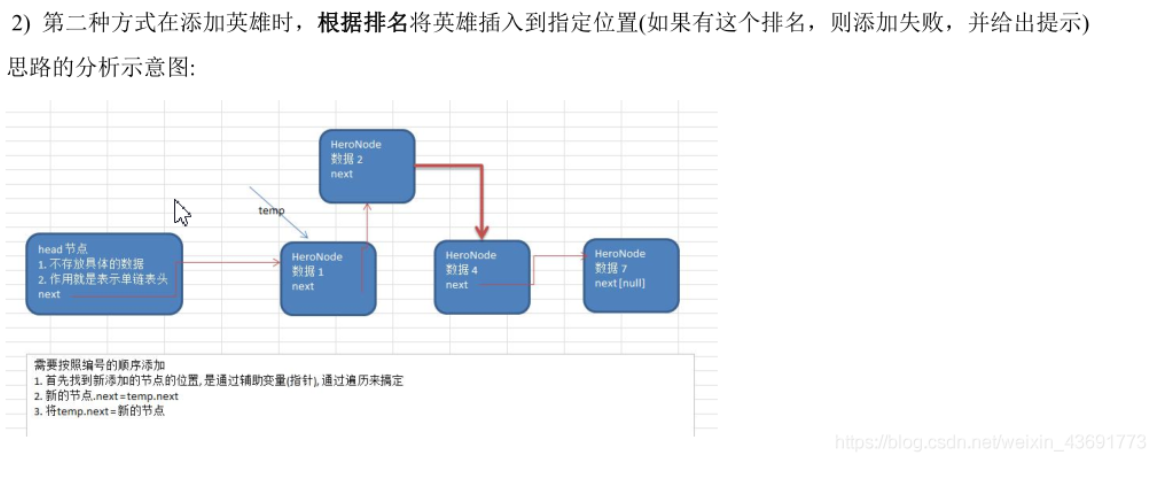 2) 第二种方式在添加英雄时，根据排名将英雄插入到指定位置(如果有这个排名，则添加失败，并给出提示)
思路的分析示意图:
HeroNode
数据 2
next
temp
head 节点
1. 不存放具体的数据
2. 作用就是表示单链表头
next
HeroNode
数据 1
next
HeroNode
数据 4
next
HeroNode
数据 7
next[null]
需要按照编号的顺序添加
1. 首先找到新添加的节点的位置, 是通过辅助变量(指针), 通过遍历来搞定
2. 新的节点.next=temp.next
3. 将temp.next=新的节点
https://blog.csdn.net/weixin_43691773